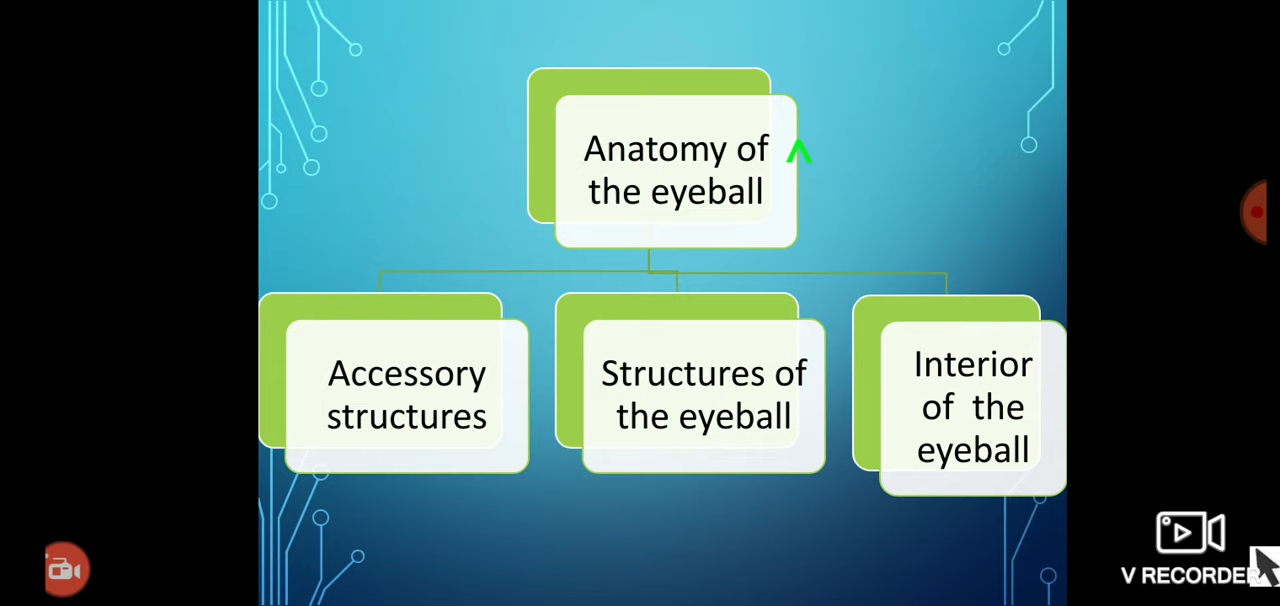 Anatomy of
the eyeball
Accessory
structures
Structures of
the eyeball
Interior
of the
eyeball
V RECORDER